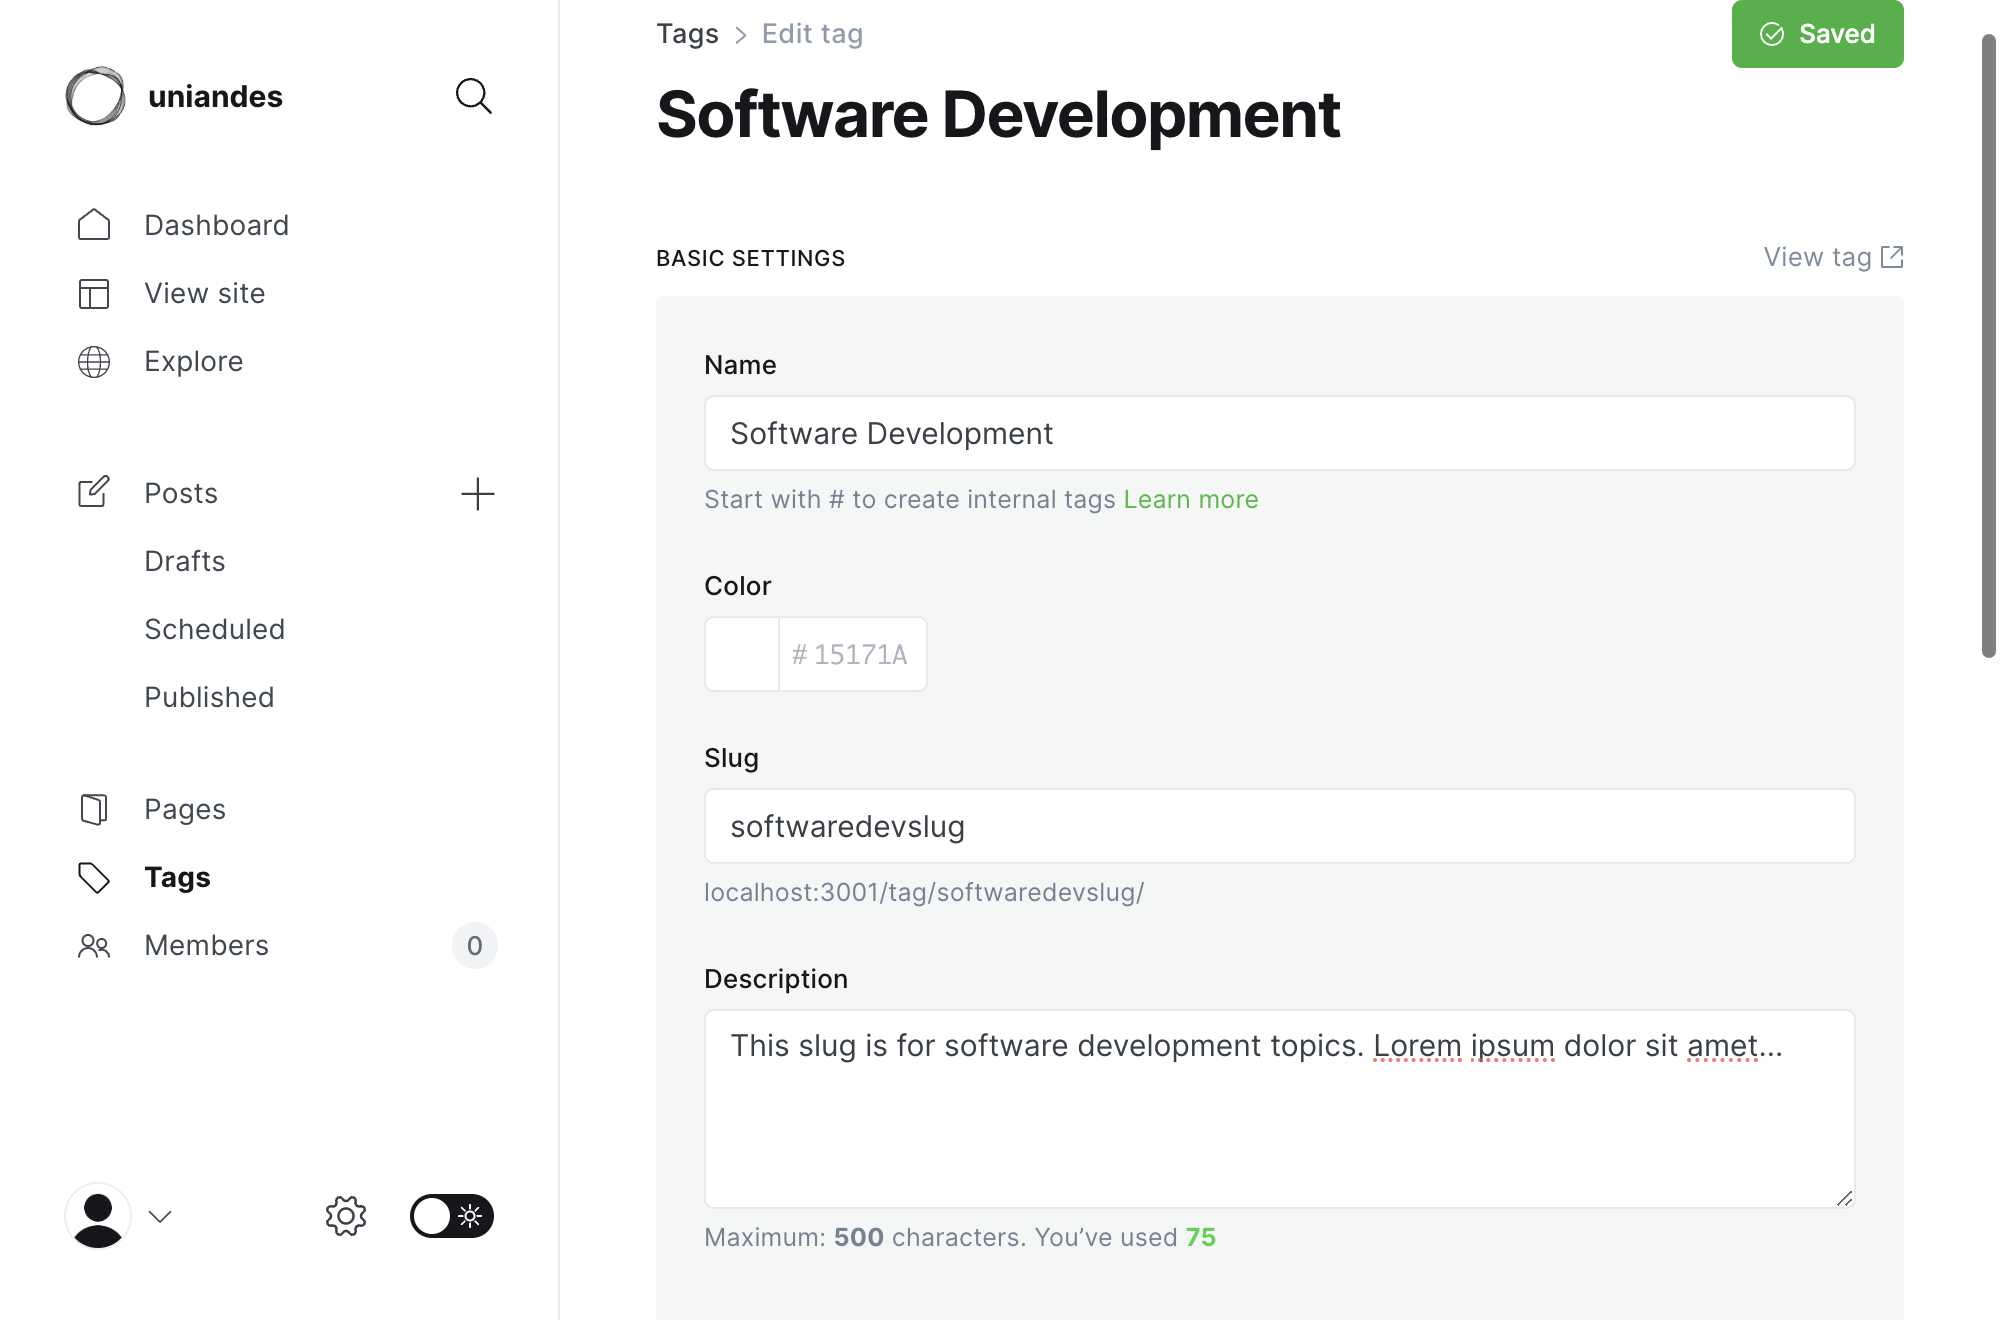 uniandes
Dashboard
View site
Explore
Posts
Drafts
Scheduled
Published
Pages
Tags
Members 0
Tags > Edit tag
Saved
Software Development
BASIC SETTINGS
View tag
Name
Software Development
Start with # to create internal tags Learn more
Color
# 15171A
Slug
softwaredevslug
localhost:3001/tag/softwaredevslug/
Description
This slug is for software development topics. Lorem ipsum dolor sit amet...
Maximum: 500 characters. You’ve used 75